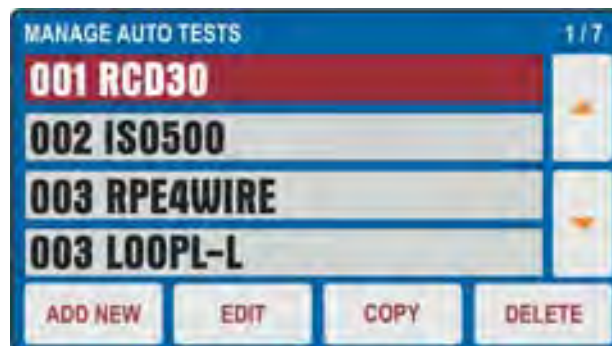 MANAGE AUTO TESTS 1/7
001 RCD30
002 ISO500
003 RPE4WIRE
003 LOOPL-L
ADD NEW EDIT COPY DELETE